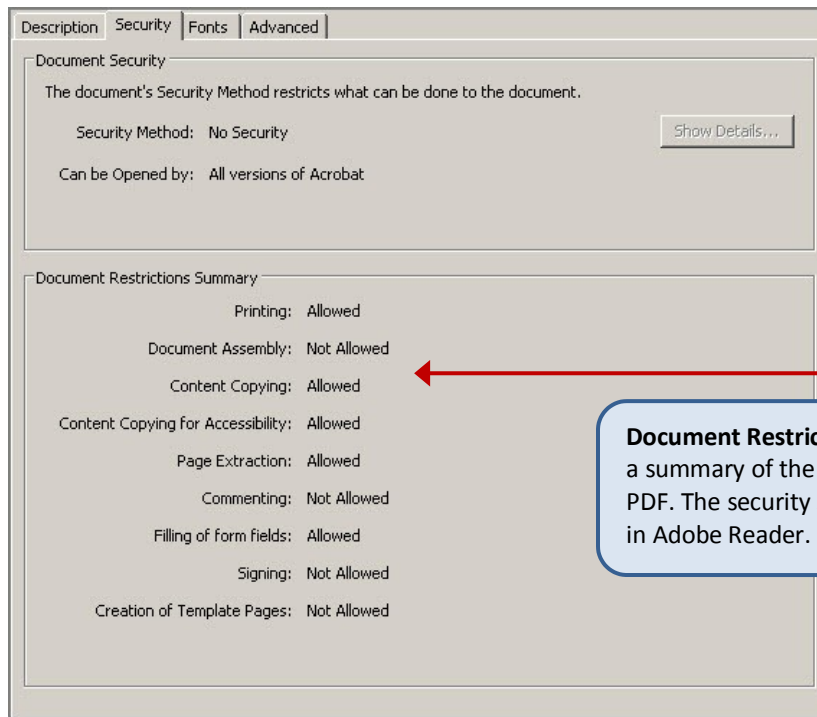 Description Security Fonts Advanced
Document Security
The document's Security Method restricts what can be done to the document.
Security Method: No Security
Show Details...
Can be Opened by: All versions of Acrobat
Document Restrictions Summary
Printing: Allowed
Document Assembly: Not Allowed
Content Copying: Allowed
Content Copying for Accessibility: Allowed
Page Extraction: Allowed
Commenting: Not Allowed
Filling of form fields: Allowed
Signing: Not Allowed
Creation of Template Pages: Not Allowed
Document Restric
a summary of the
PDF. The security
in Adobe Reader.